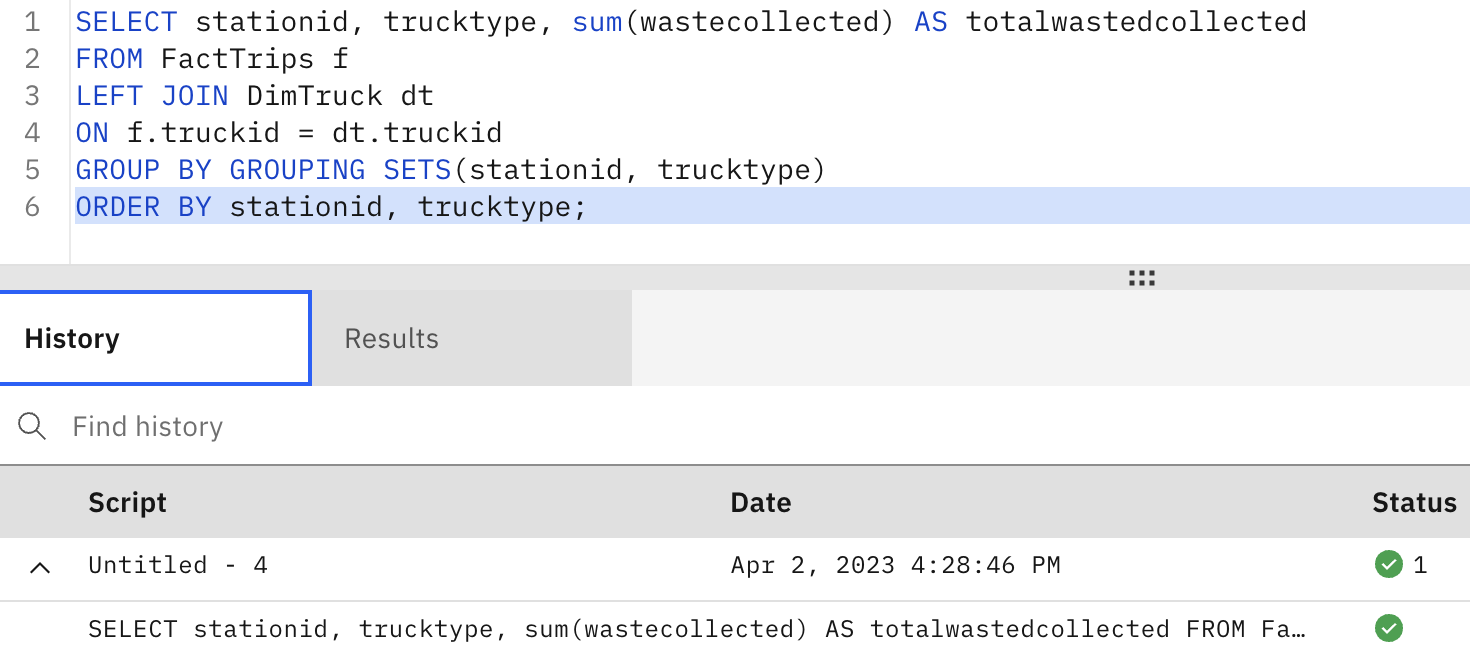 1 SELECT stationid, trucktype, sum(wastecollected) AS totalwastedcollected
2 FROM FactTrips f
3 LEFT JOIN DimTruck dt
4 ON f.truckid = dt.truckid
5 GROUP BY GROUPING SETS(stationid, trucktype)
6 ORDER BY stationid, trucktype;
History Results
Find history
Script Date Status
Untitled - 4 Apr 2, 2023 4:28:46 PM 1
SELECT stationid, trucktype, sum(wastecollected) AS totalwastedcollected FROM Fa…